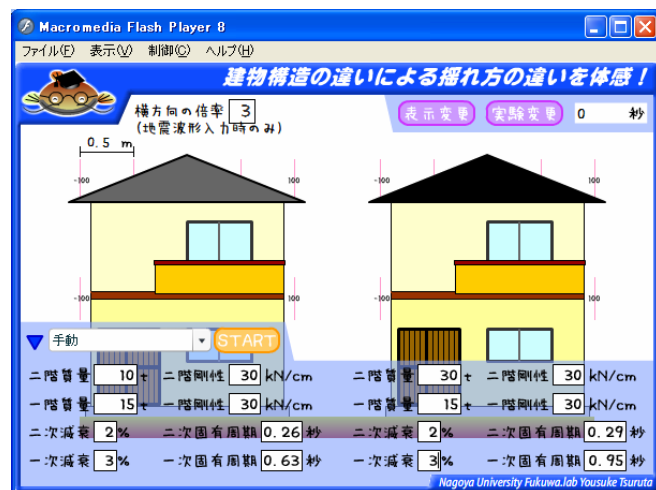 Macromedia Flash Player 8
ファイル(F) 表示(V) 制御(C) ヘルプ(H)
建物構造の違いによる揺れ方の違いを体感！
横方向の倍率 3
(地震波形入力時のみ)
表示変更 実験変更 0 秒
0.5 m
-100 100 -100 100
-100 100 -100 100
手動 START
二階質量 10 t 二階剛性 30 kN/cm 二階質量 30 t 二階剛性 30 kN/cm
一階質量 15 t 一階剛性 30 kN/cm 一階質量 15 t 一階剛性 30 kN/cm
二次減衰 2% 二次固有周期 0.26 秒 二次減衰 2% 二次固有周期 0.29 秒
一次減衰 3% 一次固有周期 0.63 秒 一次減衰 3% 一次固有周期 0.95 秒
Nagoya University Fukuwa.lab Yousuke Tsuruta